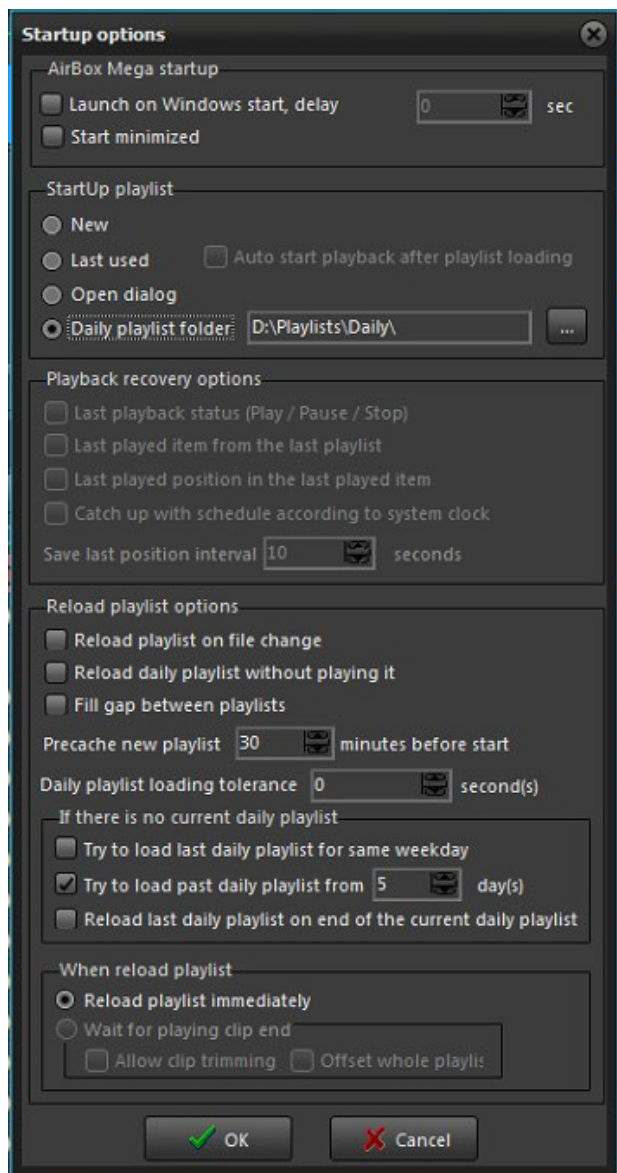 Startup options
AirBox Mega startup
Launch on Windows start, delay 0 sec
Start minimized
StartUp playlist
New
Last used Auto start playback after playlist loading
Open dialog
Daily playlist folder D:\Playlists\Daily\ ...
Playback recovery options
Last playback status (Play / Pause / Stop)
Last played item from the last playlist
Last played position in the last played item
Catch up with schedule according to system clock
Save last position interval 10 seconds
Reload playlist options
Reload playlist on file change
Reload daily playlist without playing it
Fill gap between playlists
Precache new playlist 30 minutes before start
Daily playlist loading tolerance 0 second(s)
If there is no current daily playlist
Try to load last daily playlist for same weekday
Try to load past daily playlist from 5 day(s)
Reload last daily playlist on end of the current daily playlist
When reload playlist
Reload playlist immediately
Wait for playing clip end
Allow clip trimming Offset whole playlis
OK Cancel